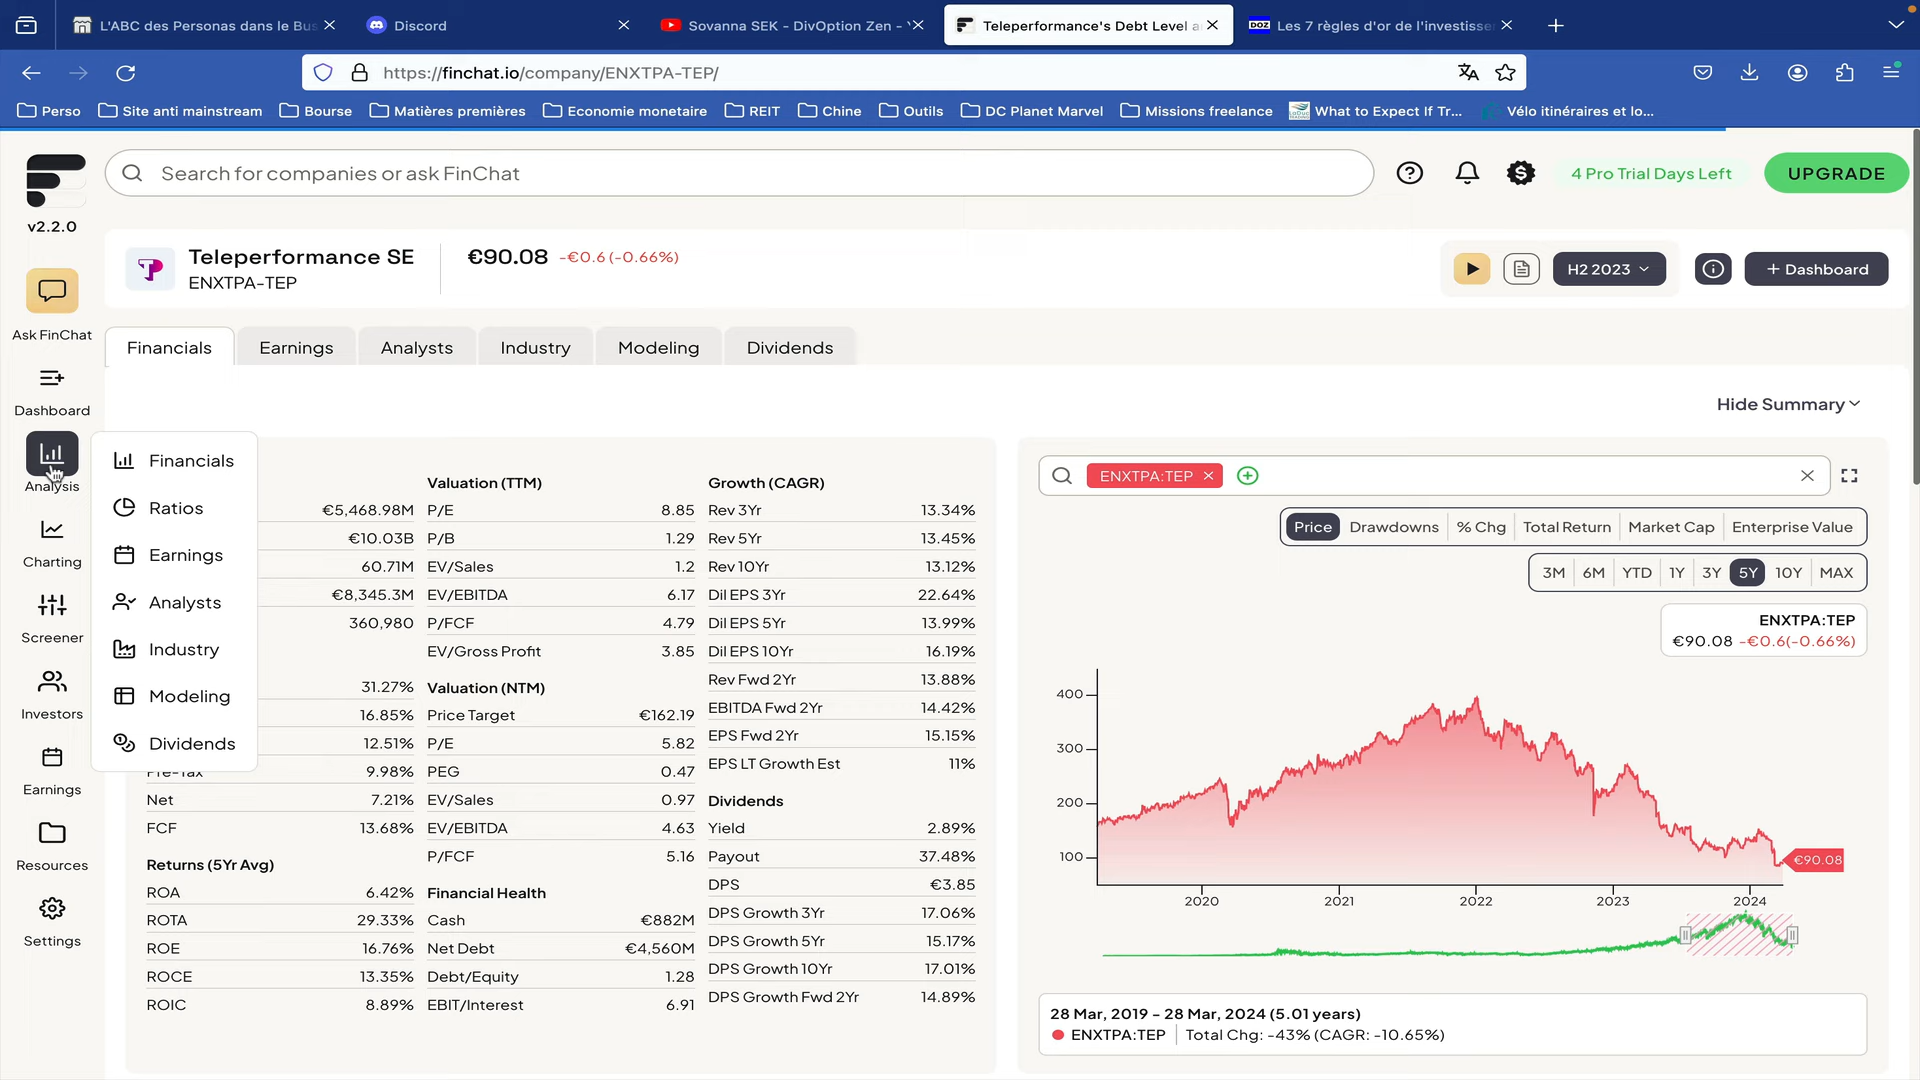 L'ABC des Personas dans le Bus
Discord
Sovanna SEK - DivOption Zen -
Teleperformance's Debt Level a
DOZ
Les 7 règles d'or de l'investisse
https://finchat.io/company/ENXTPA-TEP/
Perso
Site anti mainstream
Bourse
Matières premières
Economie monetaire
REIT
Chine
Outils
DC Planet Marvel
Missions freelance
What to Expect If Tr...
Vélo itinéraires et lo...
v2.2.0
Search for companies or ask FinChat
4 Pro Trial Days Left
UPGRADE
Teleperformance SE
ENXTPA-TEP
€90.08 -€0.6 (-0.66%)
H2 2023
+ Dashboard
Ask FinChat
Dashboard
Analysis
Charting
Screener
Investors
Earnings
Resources
Settings
Financials
Earnings
Analysts
Industry
Modeling
Dividends
Hide Summary
Financials
Ratios
Earnings
Analysts
Industry
Modeling
Dividends
€5,468.98M
€10.03B
60.71M
€8,345.3M
360,980
31.27%
16.85%
12.51%
Pre-Tax 9.98%
Net 7.21%
FCF 13.68%
Returns (5Yr Avg)
ROA 6.42%
ROTA 29.33%
ROE 16.76%
ROCE 13.35%
ROIC 8.89%
Valuation (TTM)
P/E 8.85
P/B 1.29
EV/Sales 1.2
EV/EBITDA 6.17
P/FCF 4.79
EV/Gross Profit 3.85
Valuation (NTM)
Price Target €162.19
P/E 5.82
PEG 0.47
EV/Sales 0.97
EV/EBITDA 4.63
P/FCF 5.16
Financial Health
Cash €882M
Net Debt €4,560M
Debt/Equity 1.28
EBIT/Interest 6.91
Growth (CAGR)
Rev 3Yr 13.34%
Rev 5Yr 13.45%
Rev 10Yr 13.12%
Dil EPS 3Yr 22.64%
Dil EPS 5Yr 13.99%
Dil EPS 10Yr 16.19%
Rev Fwd 2Yr 13.88%
EBITDA Fwd 2Yr 14.42%
EPS Fwd 2Yr 15.15%
EPS LT Growth Est 11%
Dividends
Yield 2.89%
Payout 37.48%
DPS €3.85
DPS Growth 3Yr 17.06%
DPS Growth 5Yr 15.17%
DPS Growth 10Yr 17.01%
DPS Growth Fwd 2Yr 14.89%
ENXTPA:TEP
Price
Drawdowns
% Chg
Total Return
Market Cap
Enterprise Value
3M
6M
YTD
1Y
3Y
5Y
10Y
MAX
ENXTPA:TEP
€90.08 -€0.6(-0.66%)
400
300
200
100
€90.08
2020
2021
2022
2023
2024
28 Mar, 2019 - 28 Mar, 2024 (5.01 years)
ENXTPA:TEP
Total Chg: -43% (CAGR: -10.65%)